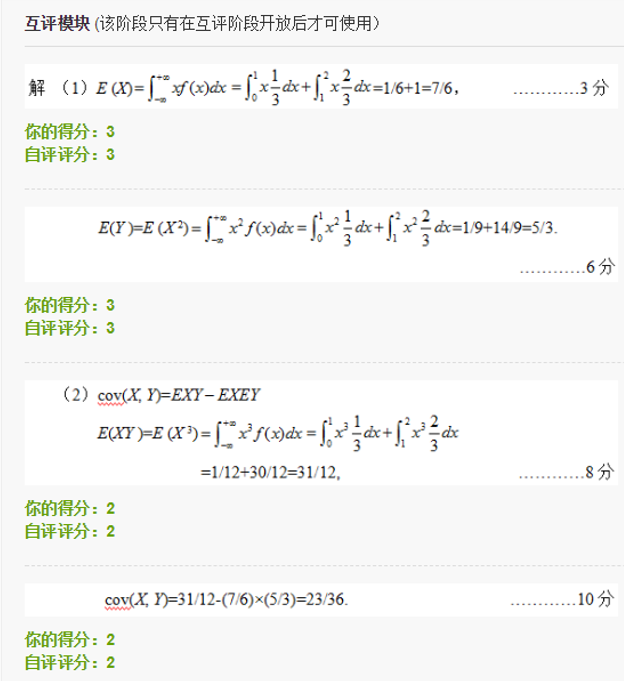 互评模块 (该阶段只有在互评阶段开放后才可使用)
解 （1）E (X)=∫_{-∞}^{+∞} xf(x)dx =∫_0^1 x 1/3 dx+∫_1^2 x 2/3 dx=1/6+1=7/6, …………3 分
你的得分：3
自评评分：3
E(Y)=E (X²)=∫_{-∞}^{+∞} x² f(x)dx=∫_0^1 x² 1/3 dx+∫_1^2 x² 2/3 dx=1/9+14/9=5/3.
…………6 分
你的得分：3
自评评分：3
（2）cov(X, Y)=EXY – EXEY
E(XY)=E (X³)=∫_{-∞}^{+∞} x³ f(x)dx=∫_0^1 x³ 1/3 dx+∫_1^2 x³ 2/3 dx
=1/12+30/12=31/12, …………8 分
你的得分：2
自评评分：2
cov(X, Y)=31/12-(7/6)×(5/3)=23/36. …………10 分
你的得分：2
自评评分：2